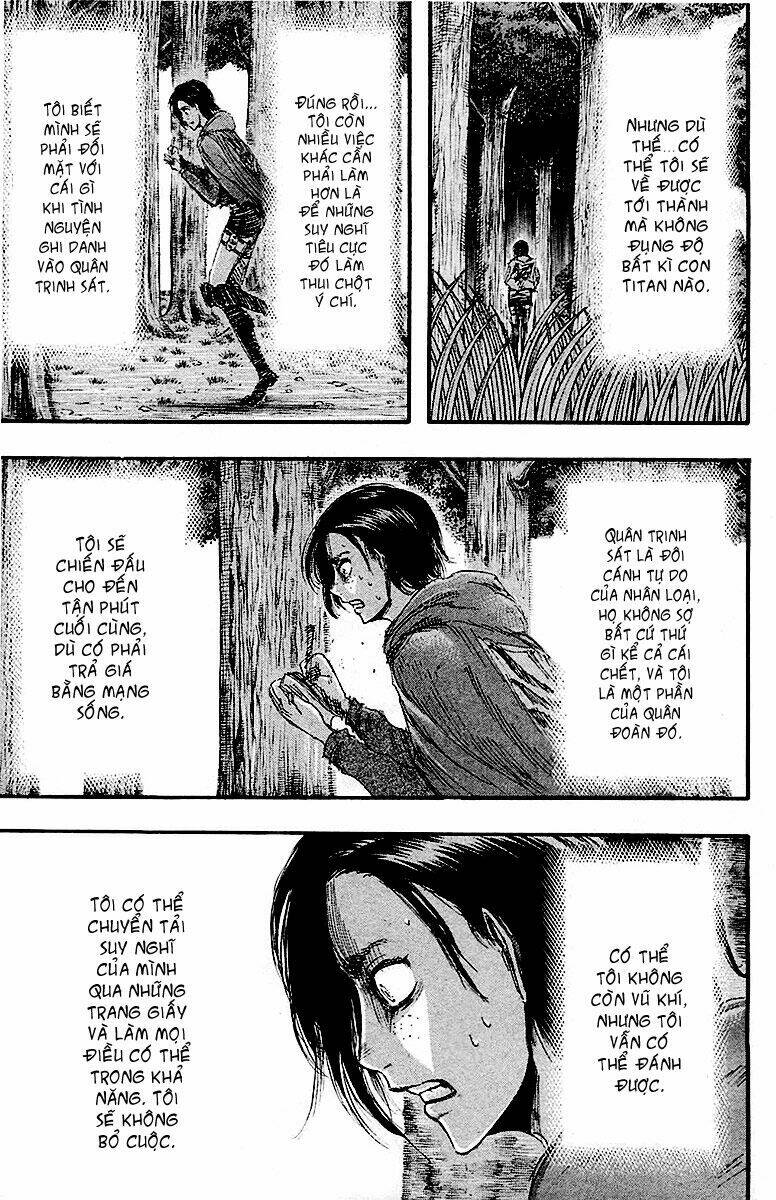 NHƯNG DÙ
THẾ...CÓ
THỂ TÔI SẼ
VỀ ĐƯỢC
TỚI THÀNH
MÀ KHÔNG
ĐỤNG ĐỘ
BẤT KÌ CON
TITAN NÀO.
ĐÚNG RỒI...
TÔI CÒN
NHIỀU VIỆC
KHÁC CẦN
PHẢI LÀM
HƠN LÀ
ĐỂ NHỮNG
SUY NGHĨ
TIÊU CỰC
ĐÓ LÀM
THUI CHỘT
Ý CHÍ.
TÔI BIẾT
MÌNH SẼ
PHẢI ĐỐI
MẶT VỚI
CÁI GÌ
KHI TÌNH
NGUYỆN
GHI DANH
VÀO QUÂN
TRINH SÁT.
QUÂN TRINH
SÁT LÀ ĐÔI
CÁNH TỰ DO
CỦA NHÂN LOẠI,
HỌ KHÔNG SỢ
BẤT CỨ THỨ
GÌ KỂ CẢ CÁI
CHẾT, VÀ TÔI
LÀ MỘT PHẦN
CỦA QUÂN
ĐOÀN ĐÓ.
TÔI SẼ
CHIẾN ĐẤU
CHO ĐẾN
TẬN PHÚT
CUỐI CÙNG,
DÙ CÓ PHẢI
TRẢ GIÁ
BẰNG MẠNG
SỐNG.
CÓ THỂ
TÔI KHÔNG
CÒN VŨ KHÍ,
NHƯNG TÔI
VẪN CÓ
THỂ ĐÁNH
ĐƯỢC.
TÔI CÓ THỂ
CHUYỂN TẢI
SUY NGHĨ
CỦA MÌNH
QUA NHỮNG
TRANG GIẤY
VÀ LÀM MỌI
ĐIỀU CÓ THỂ
TRONG KHẢ
NĂNG. TÔI
SẼ KHÔNG
BỎ CUỘC.